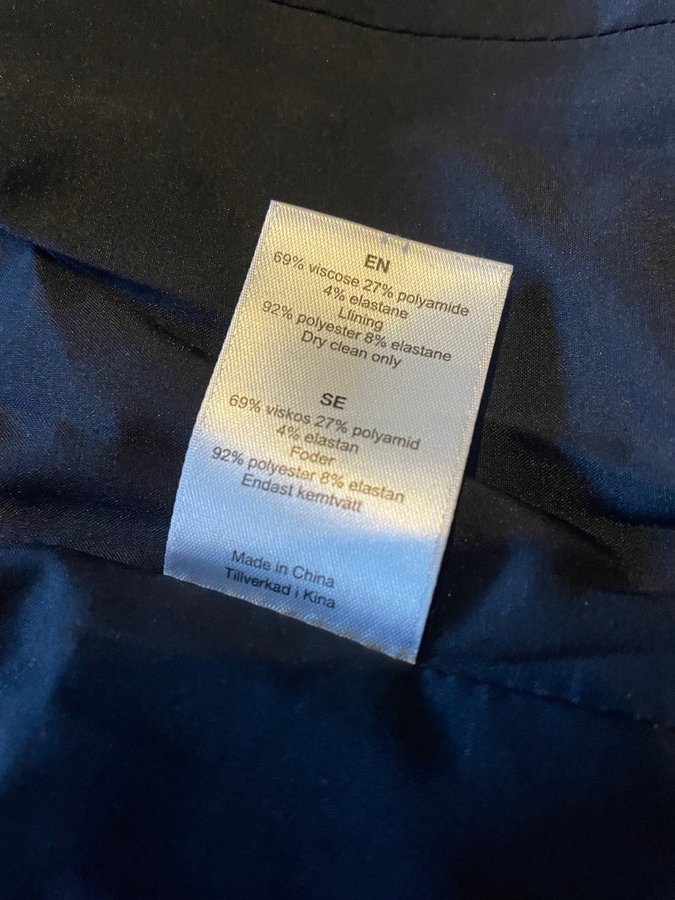 EN
69% viscose 27% polyamide
4% elastane
Llining
92% polyester 8% elastane
Dry clean only
SE
69% viskos 27% polyamid
4% elastan
Foder
92% polyester 8% elastan
Endast kemtvätt
Made in China
Tillverkad i Kina